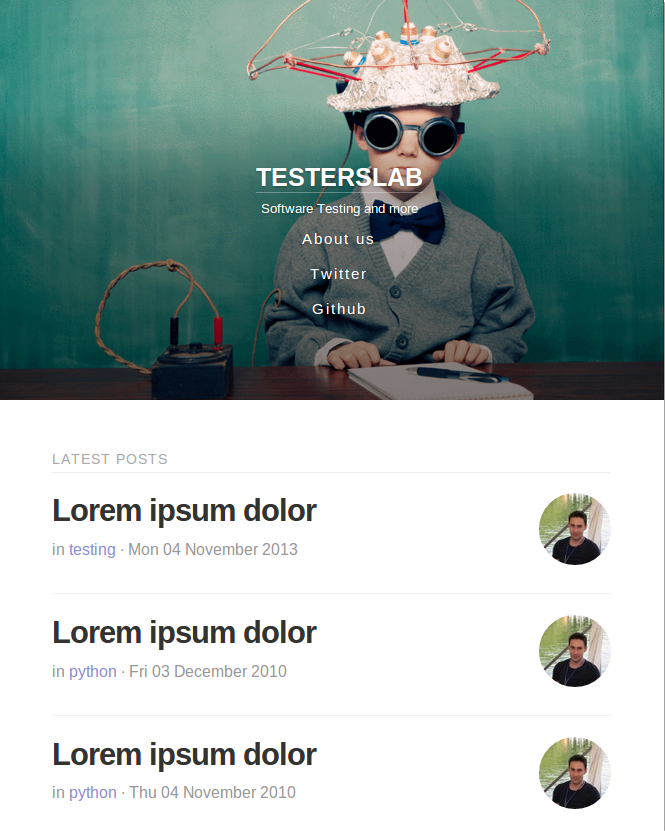 TESTERSLAB
Software Testing and more
About us
Twitter
Github
LATEST POSTS
Lorem ipsum dolor
in testing · Mon 04 November 2013
Lorem ipsum dolor
in python · Fri 03 December 2010
Lorem ipsum dolor
in python · Thu 04 November 2010